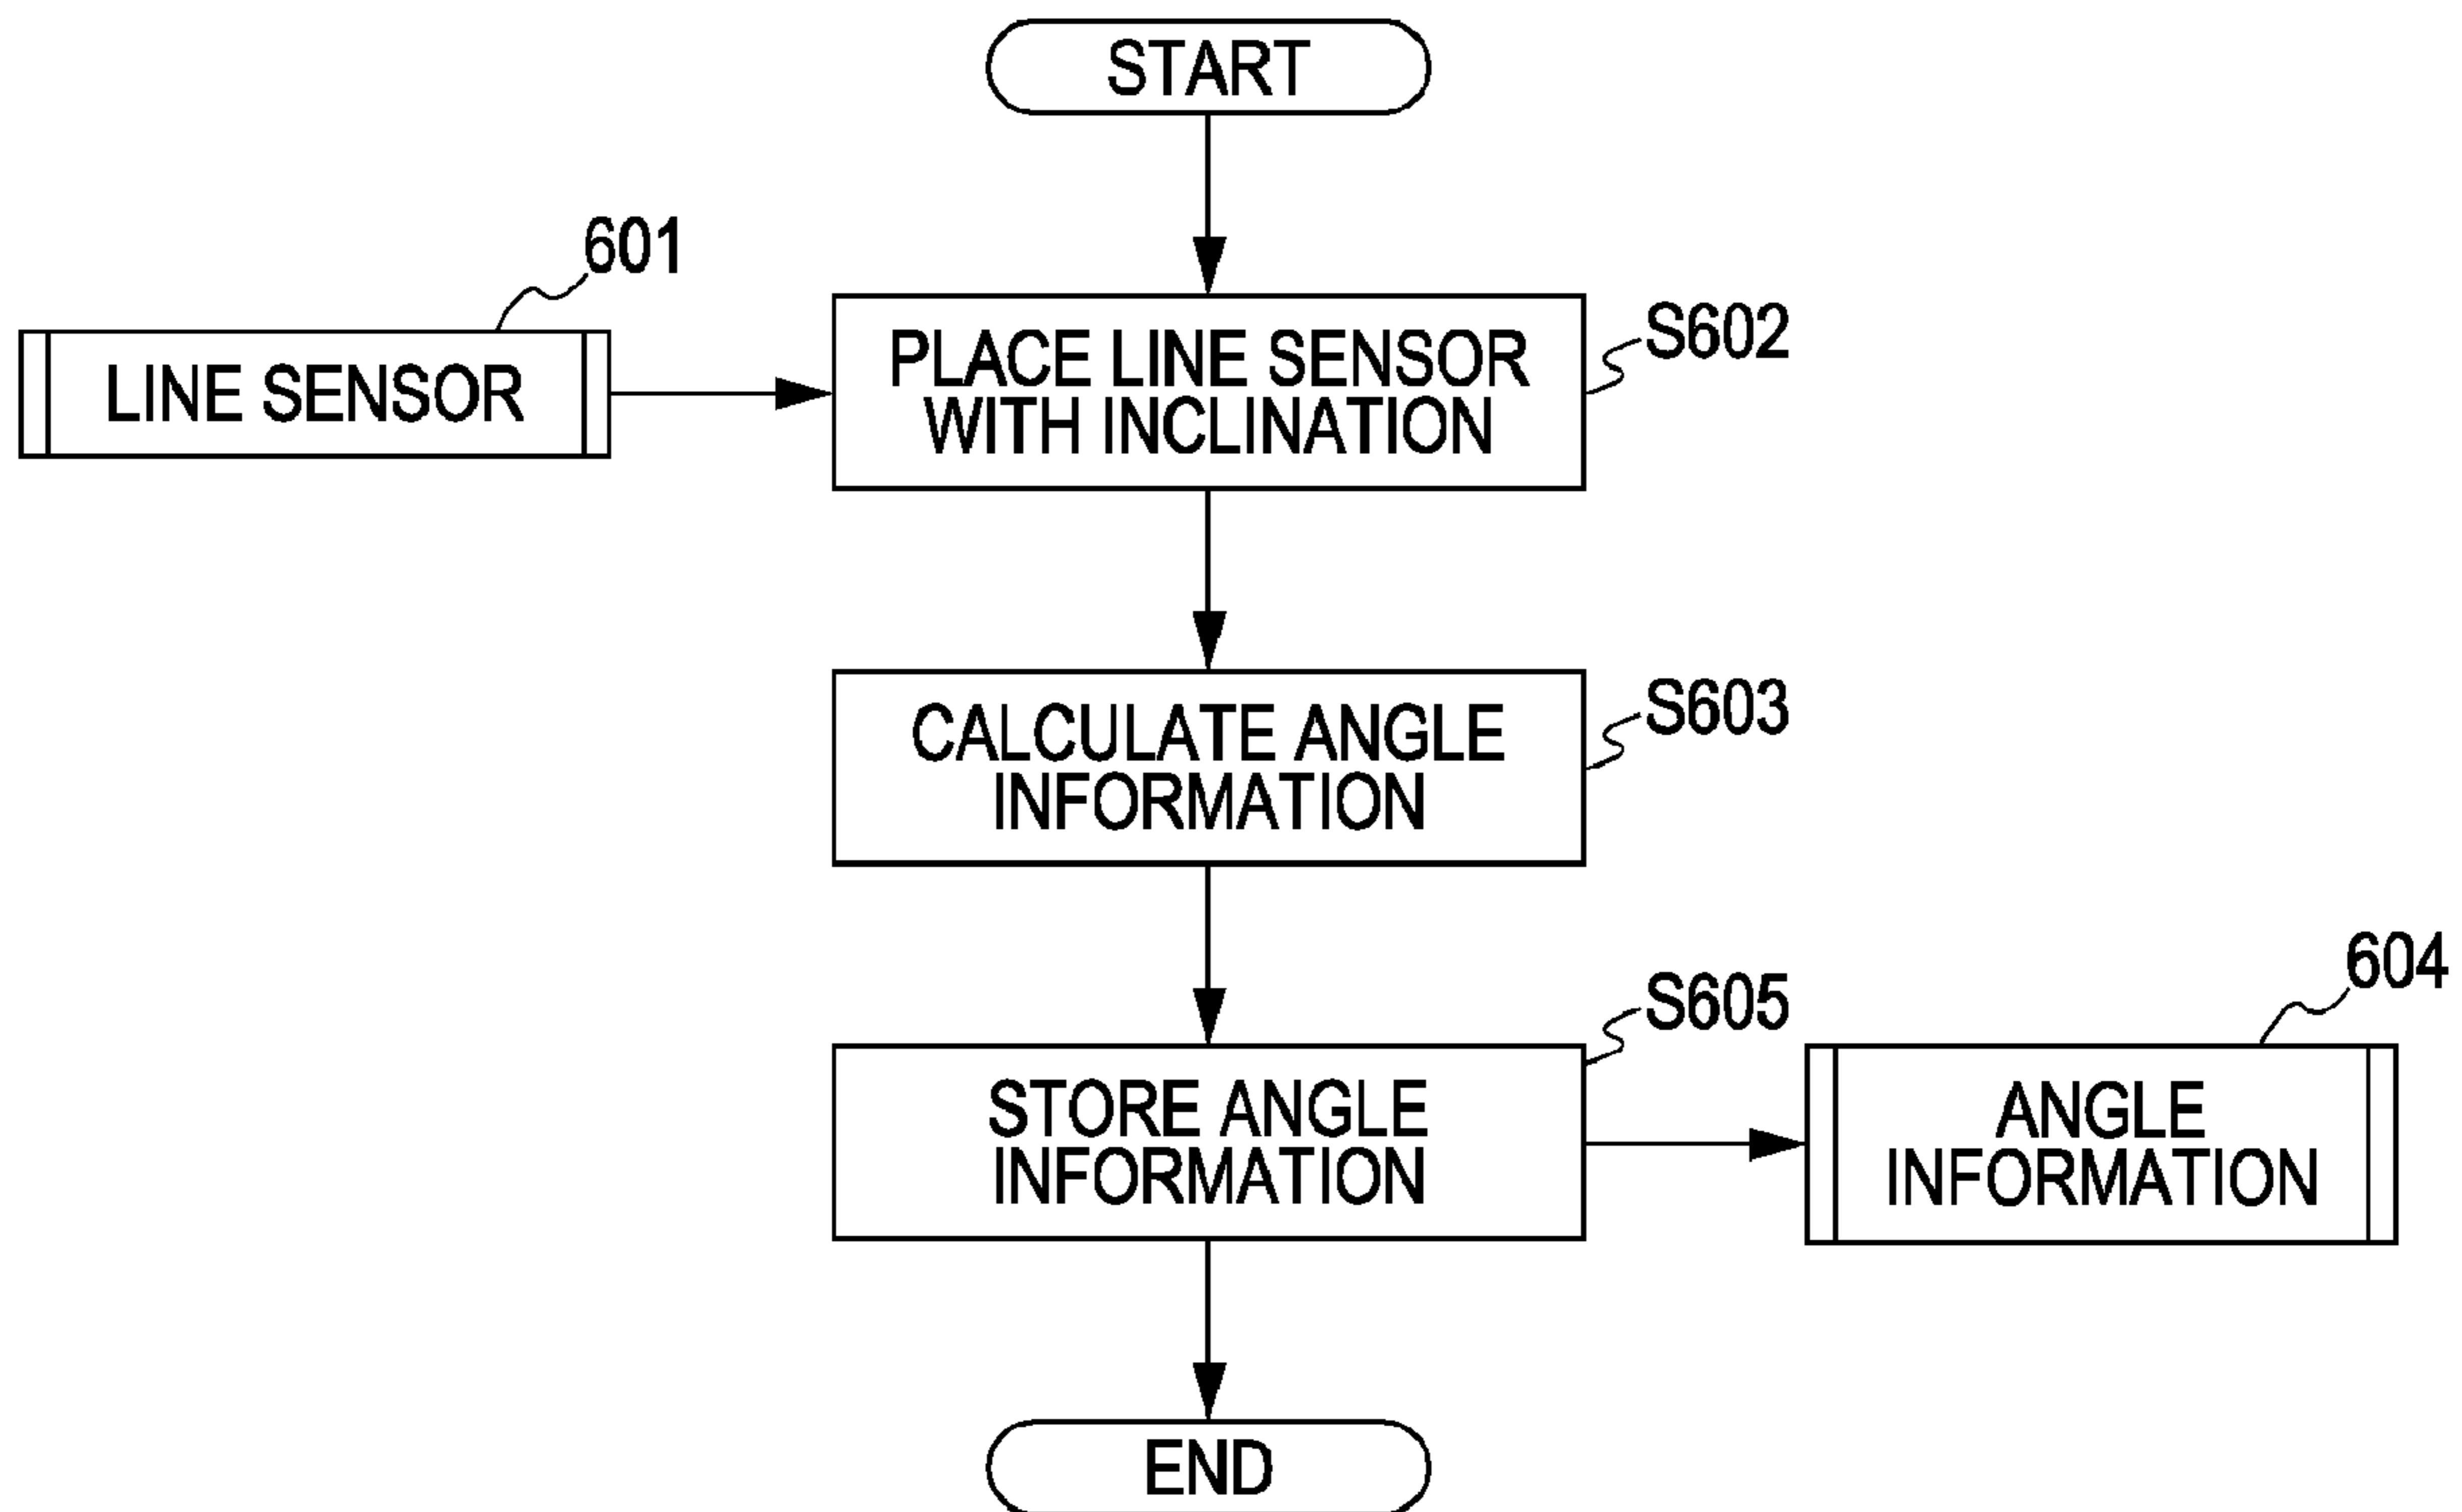 START
601
LINE SENSOR
PLACE LINE SENSOR
WITH INCLINATION
S602
CALCULATE ANGLE
INFORMATION
S603
STORE ANGLE
INFORMATION
S605
604
ANGLE
INFORMATION
END